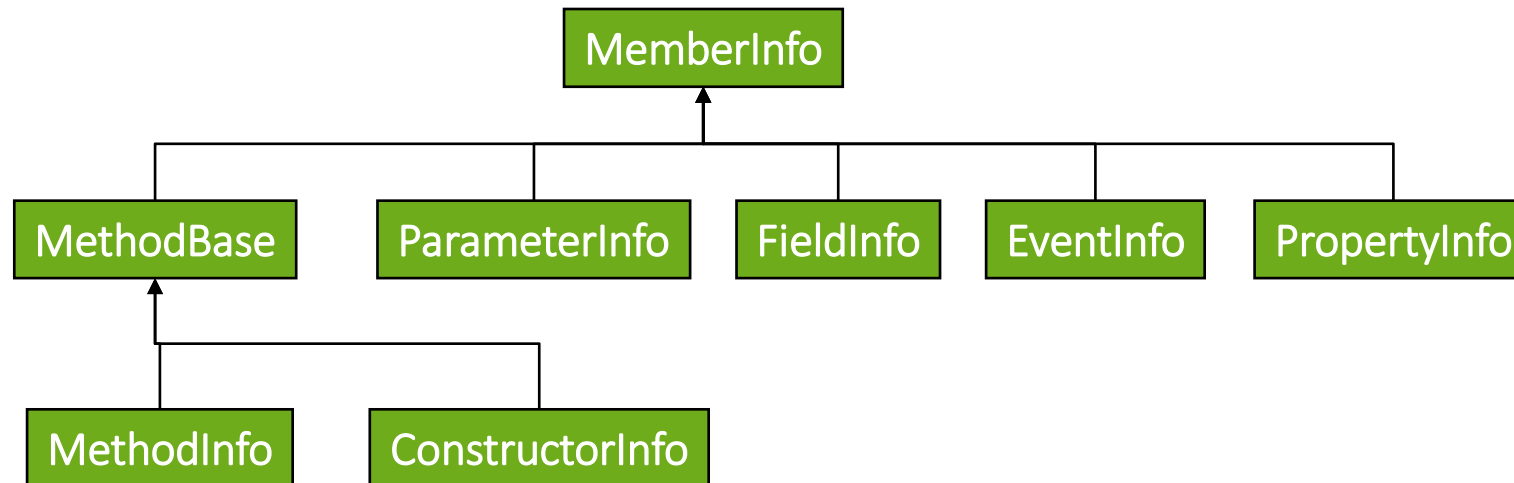 MemberInfo
MethodBase
ParameterInfo
FieldInfo
EventInfo
PropertyInfo
MethodInfo
ConstructorInfo